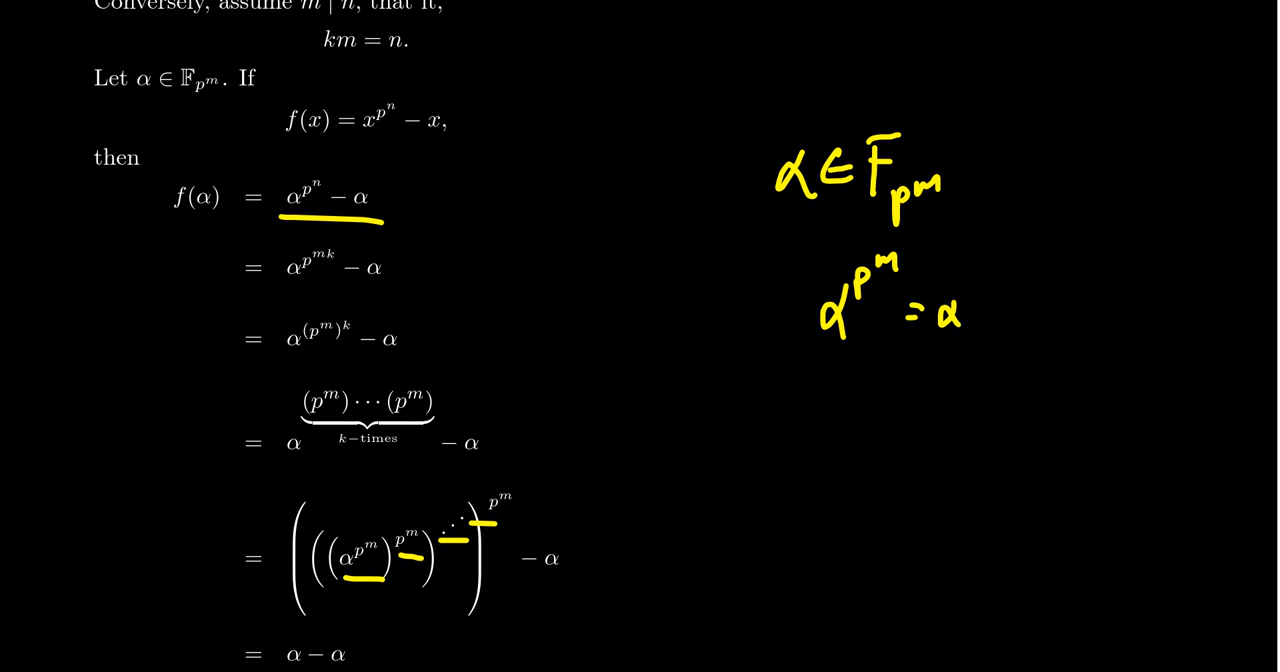 Conversely, assume m | n, that it,
km = n.
Let α ∈ 𝔽_{p^m}. If
f(x) = x^{p^n} − x,
then
f(α) = α^{p^n} − α
= α^{p^{mk}} − α
= α^{(p^m)^k} − α
= α^{(p^m)···(p^m)} − α
k−times
= (((α^{p^m})^{p^m})^{⋰})^{p^m} − α
= α − α
α ∈ F_{p^m}
α^{p^m} = α